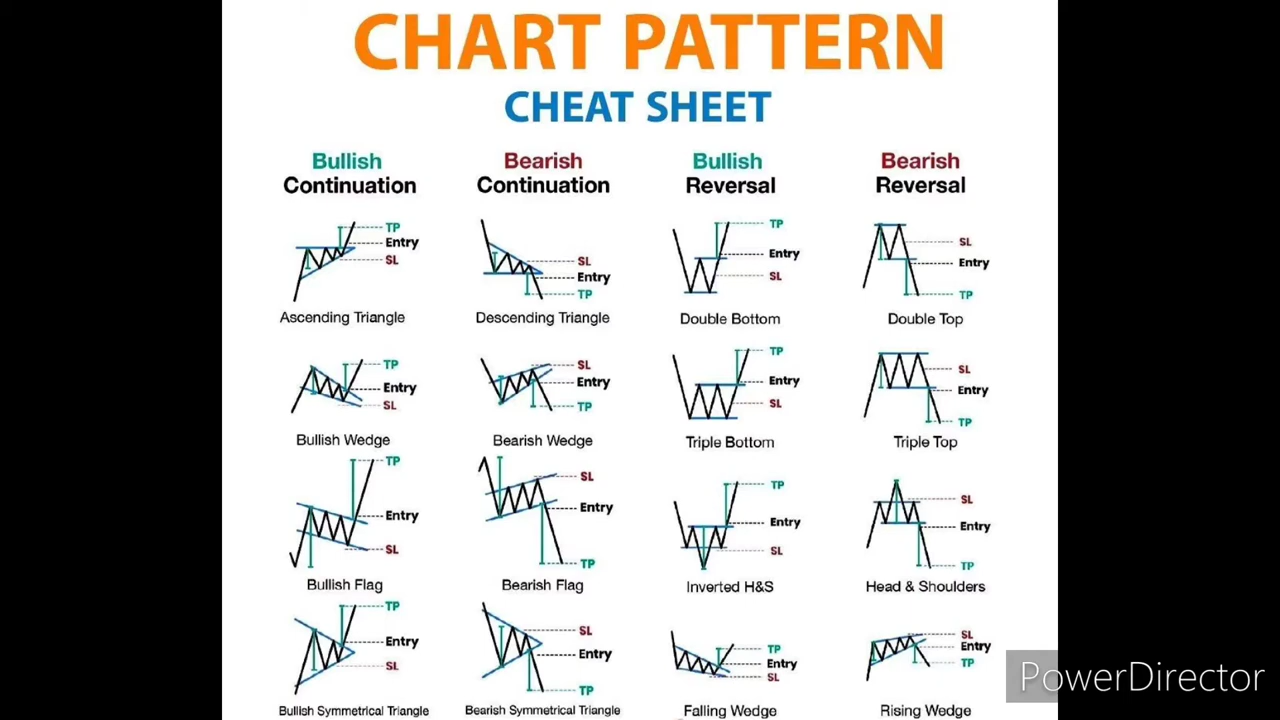 CHART PATTERN
CHEAT SHEET
Bullish
Continuation
Bearish
Continuation
Bullish
Reversal
Bearish
Reversal
TP
Entry
SL
Ascending Triangle
SL
Entry
TP
Descending Triangle
TP
Entry
SL
Double Bottom
SL
Entry
TP
Double Top
TP
Entry
SL
Bullish Wedge
SL
Entry
TP
Bearish Wedge
TP
Entry
SL
Triple Bottom
SL
Entry
TP
Triple Top
TP
Entry
SL
Bullish Flag
SL
Entry
TP
Bearish Flag
TP
Entry
SL
Inverted H&S
SL
Entry
TP
Head & Shoulders
TP
Entry
SL
Bullish Symmetrical Triangle
SL
Entry
TP
Bearish Symmetrical Triangle
TP
Entry
SL
Falling Wedge
SL
Entry
TP
Rising Wedge
PowerDirector